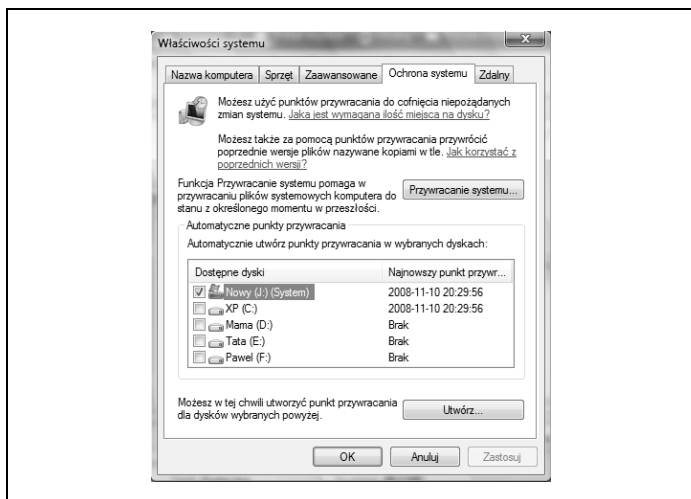 Właściwości systemu
Nazwa komputera Sprzęt Zaawansowane Ochrona systemu Zdalny
Możesz użyć punktów przywracania do cofnięcia niepożądanych
zmian systemu. Jaka jest wymagana ilość miejsca na dysku?
Możesz także za pomocą punktów przywracania przywrócić
poprzednie wersje plików nazywane kopiami w tle. Jak korzystać z
poprzednich wersji?
Funkcja Przywracanie systemu pomaga w
przywracaniu plików systemowych komputera do
stanu z określonego momentu w przeszłości.
Przywracanie systemu...
Automatyczne punkty przywracania
Automatycznie utwórz punkty przywracania w wybranych dyskach:
Dostępne dyski Najnowszy punkt przywr...
Nowy (J:) (System) 2008-11-10 20:29:56
XP (C:) 2008-11-10 20:29:56
Mama (D:) Brak
Tata (E:) Brak
Pawel (F:) Brak
Możesz w tej chwili utworzyć punkt przywracania
dla dysków wybranych powyżej.
Utwórz...
OK Anuluj Zastosuj